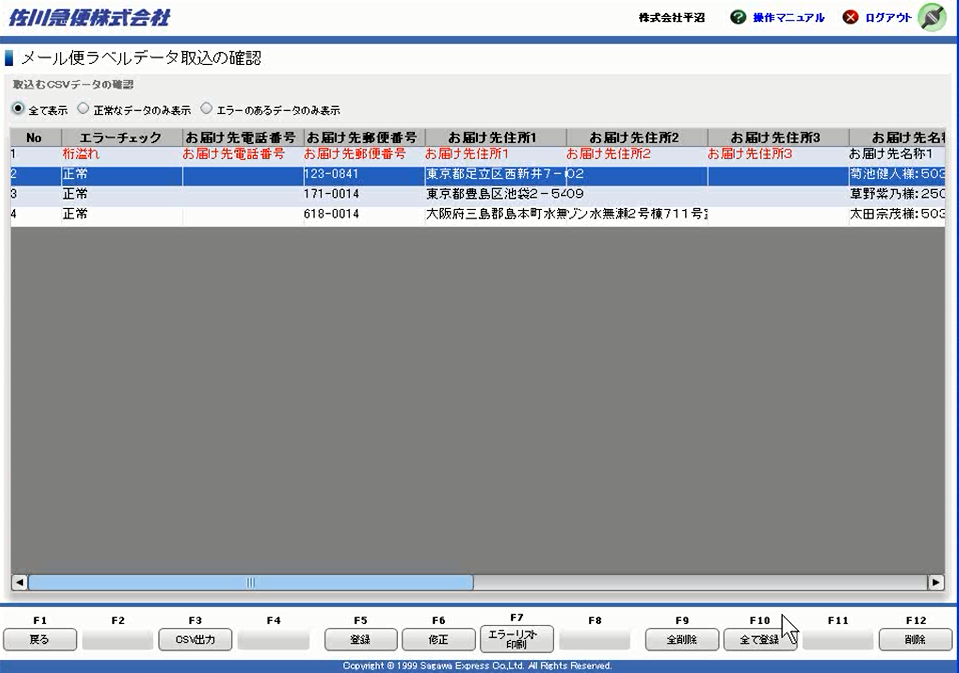 佐川急便株式会社
株式会社平沼 操作マニュアル ログアウト
メール便ラベルデータ取込の確認
取込むCSVデータの確認
全て表示 正常なデータのみ表示 エラーのあるデータのみ表示
No エラーチェック お届け先電話番号 お届け先郵便番号 お届け先住所1 お届け先住所2 お届け先住所3 お届け先名称
1 桁溢れ お届け先電話番号 お届け先郵便番号 お届け先住所1 お届け先住所2 お届け先住所3 お届け先名称1
2 正常 123-0841 東京都足立区西新井7-02 菊池健人様:503
3 正常 171-0014 東京都豊島区池袋2-5409 草野紫乃様:250
4 正常 618-0014 大阪府三島郡島本町水無ゾン水無瀬2号棟711号 太田宗茂様:503
F1 F2 F3 F4 F5 F6 F7 F8 F9 F10 F11 F12
戻る CSV出力 登録 修正 エラーリスト印刷 全削除 全て登録 削除
Copyright © 1999 Sagawa Express Co.,Ltd. All Rights Reserved.